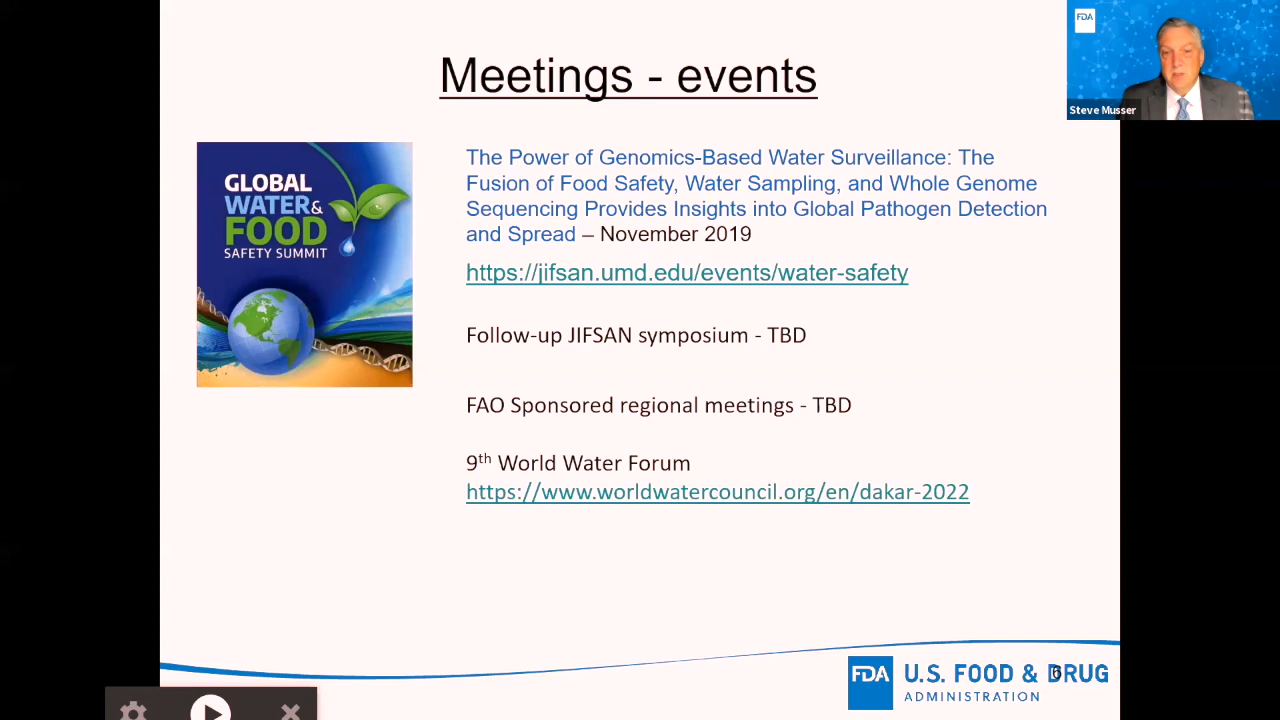 Meetings - events
FDA
Steve Musser
GLOBAL
WATER&
FOOD
SAFETY SUMMIT
The Power of Genomics-Based Water Surveillance: The
Fusion of Food Safety, Water Sampling, and Whole Genome
Sequencing Provides Insights into Global Pathogen Detection
and Spread – November 2019
https://jifsan.umd.edu/events/water-safety
Follow-up JIFSAN symposium - TBD
FAO Sponsored regional meetings - TBD
9th World Water Forum
https://www.worldwatercouncil.org/en/dakar-2022
FDA
U.S. FOOD & DRUG
ADMINISTRATION
6